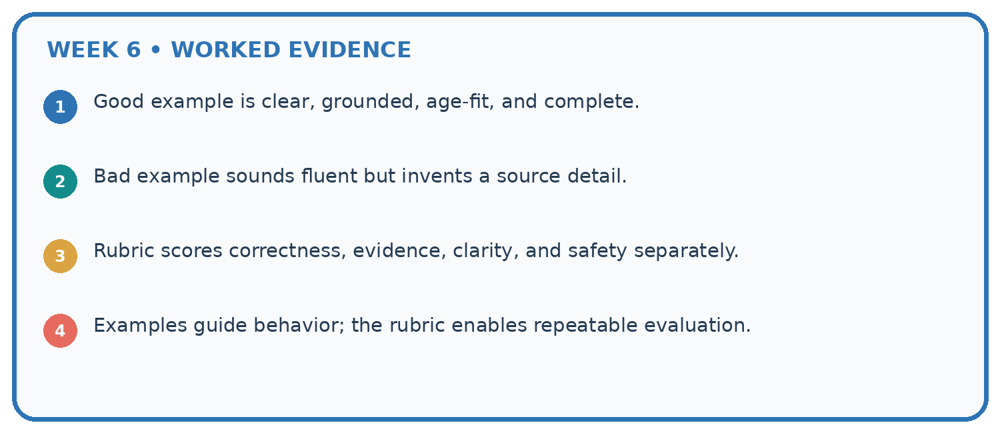 WEEK 6 • WORKED EVIDENCE
1 Good example is clear, grounded, age-fit, and complete.
2 Bad example sounds fluent but invents a source detail.
3 Rubric scores correctness, evidence, clarity, and safety separately.
4 Examples guide behavior; the rubric enables repeatable evaluation.